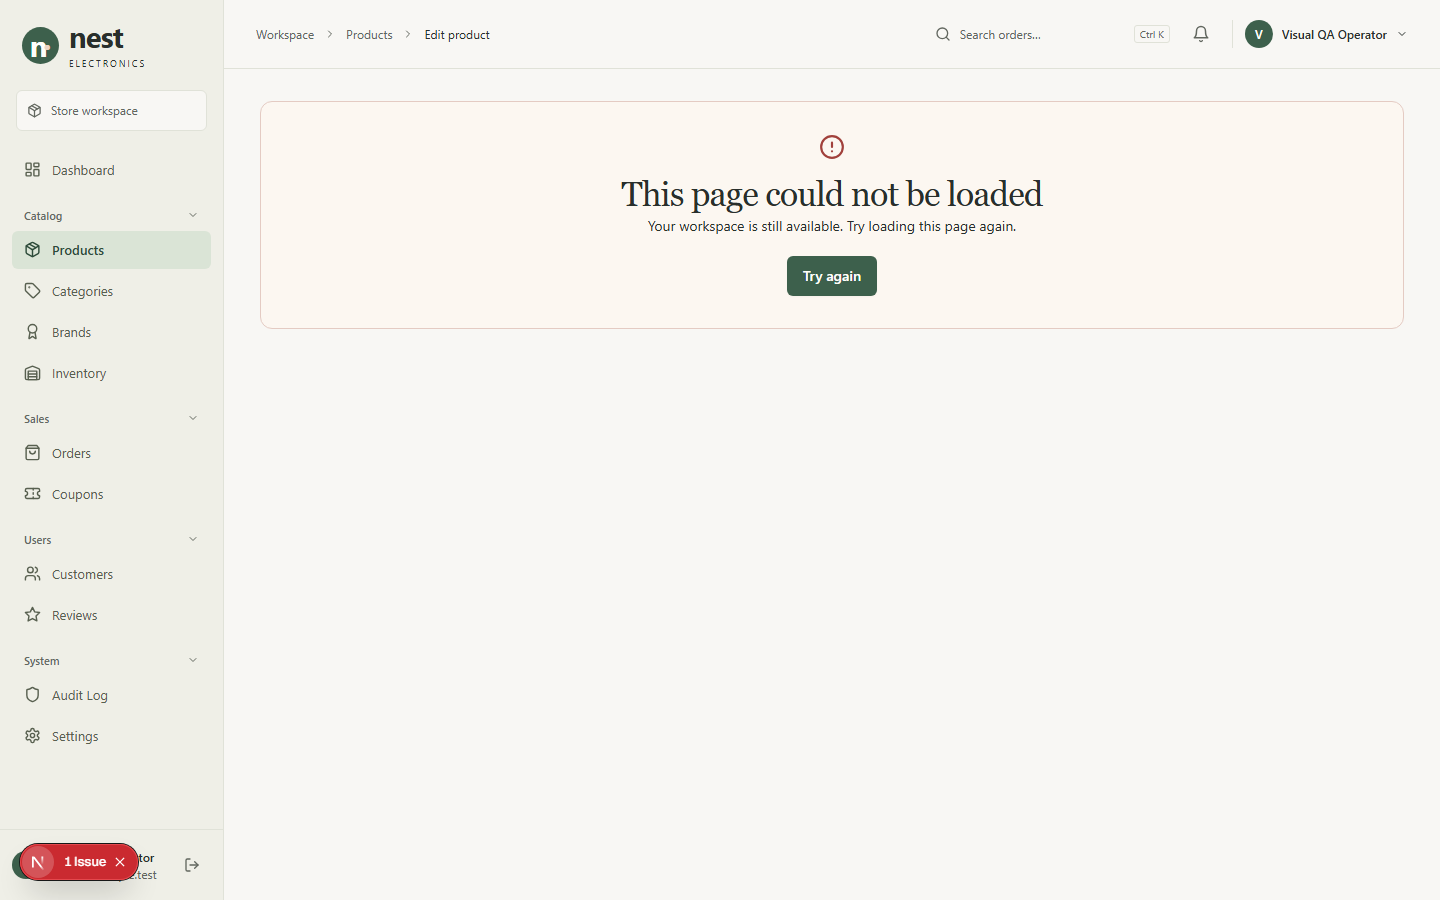 nest
ELECTRONICS
Store workspace
Dashboard
Catalog
Products
Categories
Brands
Inventory
Sales
Orders
Coupons
Users
Customers
Reviews
System
Audit Log
Settings
1 Issue
Workspace > Products > Edit product
Search orders...
Ctrl K
V
Visual QA Operator
This page could not be loaded
Your workspace is still available. Try loading this page again.
Try again